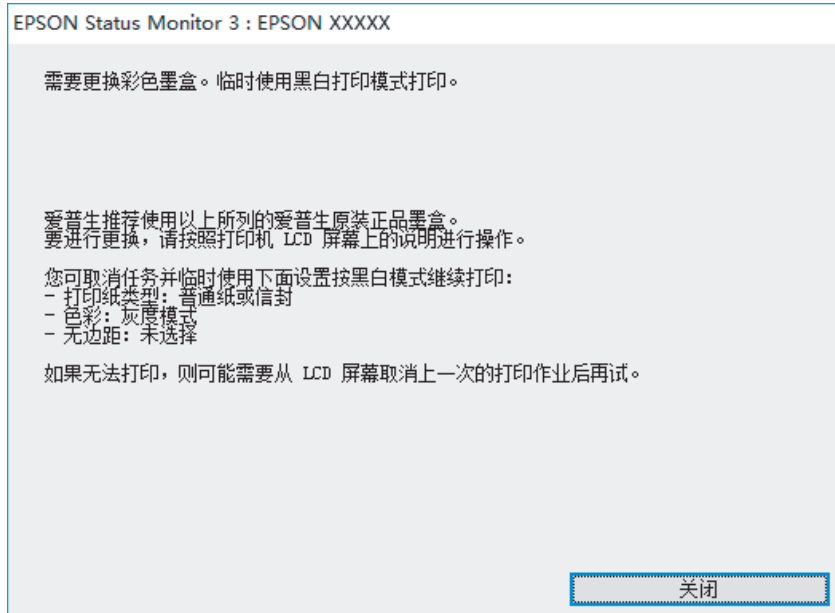 EPSON Status Monitor 3 : EPSON XXXXX
需要更换彩色墨盒。临时使用黑白打印模式打印。
爱普生推荐使用以上所列的爱普生原装正品墨盒。
要进行更换，请按照打印机 LCD 屏幕上的说明进行操作。
您可取消任务并临时使用下面设置按黑白模式继续打印：
- 打印纸类型：普通纸或信封
- 色彩：灰度模式
- 无边距：未选择
如果无法打印，则可能需要从 LCD 屏幕取消上一次的打印作业后再试。
关闭